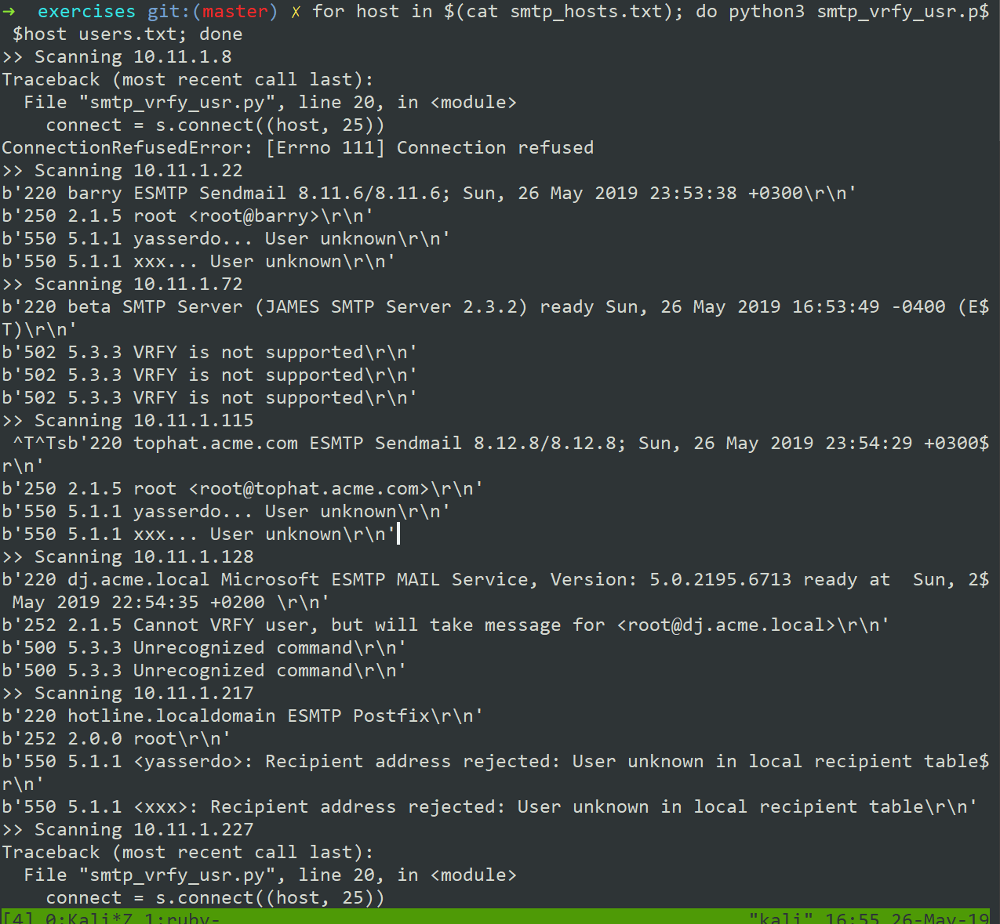 →  exercises git:(master) ✗ for host in $(cat smtp_hosts.txt); do python3 smtp_vrfy_usr.p$
 $host users.txt; done
>> Scanning 10.11.1.8
Traceback (most recent call last):
  File "smtp_vrfy_usr.py", line 20, in <module>
    connect = s.connect((host, 25))
ConnectionRefusedError: [Errno 111] Connection refused
>> Scanning 10.11.1.22
b'220 barry ESMTP Sendmail 8.11.6/8.11.6; Sun, 26 May 2019 23:53:38 +0300\r\n'
b'250 2.1.5 root <root@barry>\r\n'
b'550 5.1.1 yasserdo... User unknown\r\n'
b'550 5.1.1 xxx... User unknown\r\n'
>> Scanning 10.11.1.72
b'220 beta SMTP Server (JAMES SMTP Server 2.3.2) ready Sun, 26 May 2019 16:53:49 -0400 (E$
T)\r\n'
b'502 5.3.3 VRFY is not supported\r\n'
b'502 5.3.3 VRFY is not supported\r\n'
b'502 5.3.3 VRFY is not supported\r\n'
>> Scanning 10.11.1.115
 ^T^Tsb'220 tophat.acme.com ESMTP Sendmail 8.12.8/8.12.8; Sun, 26 May 2019 23:54:29 +0300$
r\n'
b'250 2.1.5 root <root@tophat.acme.com>\r\n'
b'550 5.1.1 yasserdo... User unknown\r\n'
b'550 5.1.1 xxx... User unknown\r\n'
>> Scanning 10.11.1.128
b'220 dj.acme.local Microsoft ESMTP MAIL Service, Version: 5.0.2195.6713 ready at  Sun, 2$
 May 2019 22:54:35 +0200 \r\n'
b'252 2.1.5 Cannot VRFY user, but will take message for <root@dj.acme.local>\r\n'
b'500 5.3.3 Unrecognized command\r\n'
b'500 5.3.3 Unrecognized command\r\n'
>> Scanning 10.11.1.217
b'220 hotline.localdomain ESMTP Postfix\r\n'
b'252 2.0.0 root\r\n'
b'550 5.1.1 <yasserdo>: Recipient address rejected: User unknown in local recipient table$
r\n'
b'550 5.1.1 <xxx>: Recipient address rejected: User unknown in local recipient table\r\n'
>> Scanning 10.11.1.227
Traceback (most recent call last):
  File "smtp_vrfy_usr.py", line 20, in <module>
    connect = s.connect((host, 25))
[4] 0:Kali*Z 1:ruby- "kali" 16:55 26-May-19